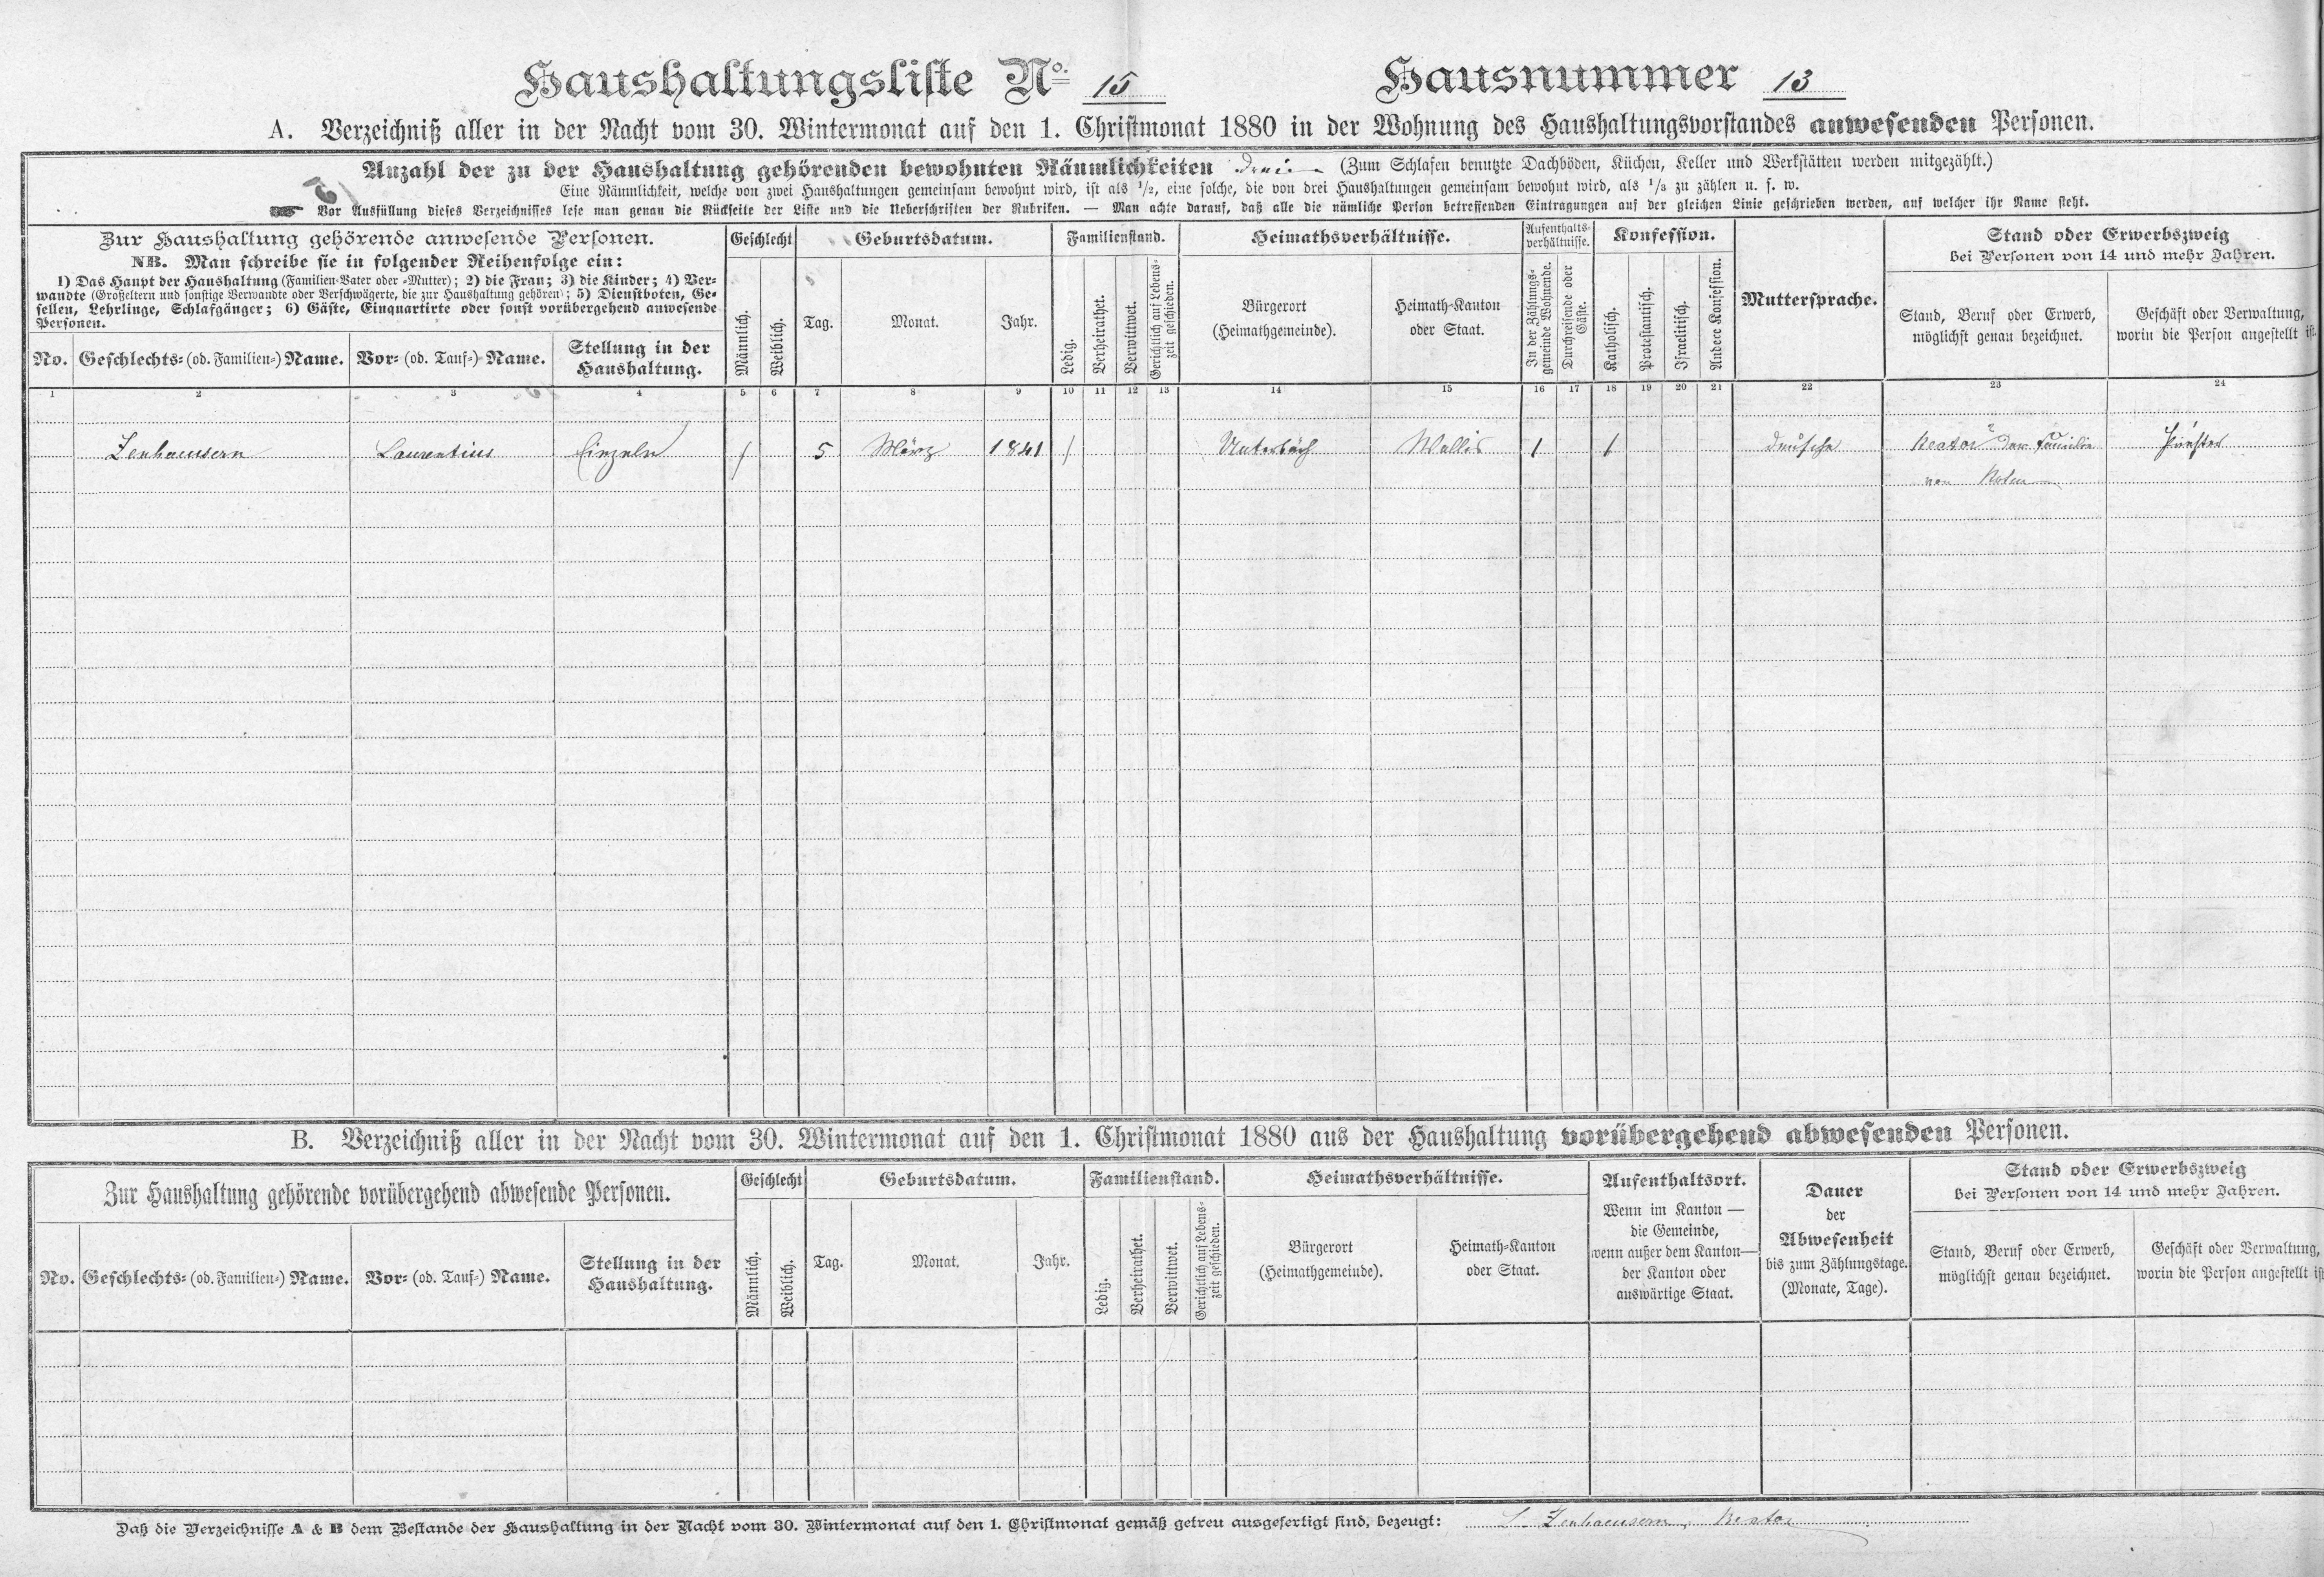 Haushaltungsliste No. 15 Hausnummer 13
A. Verzeichniß aller in der Nacht vom 30. Wintermonat auf den 1. Christmonat 1880 in der Wohnung des Haushaltungsvorstandes anwesenden Personen.
Anzahl der zu der Haushaltung gehörenden bewohnten Räumlichkeiten drei (Zum Schlafen benutzte Dachböden, Küchen, Keller und Werkstätten werden mitgezählt.)
Eine Räumlichkeit, welche von zwei Haushaltungen gemeinsam bewohnt wird, ist als 1/2, eine solche, die von drei Haushaltungen gemeinsam bewohnt wird, als 1/3 zu zählen u. s. w.
Vor Ausfüllung dieses Verzeichnisses lese man genau die Rückseite der Liste und die Ueberschriften der Rubriken. — Man achte darauf, daß alle die nämliche Person betreffenden Eintragungen auf der gleichen Linie geschrieben werden, auf welcher ihr Name steht.
Zur Haushaltung gehörende anwesende Personen.
NB. Man schreibe sie in folgender Reihenfolge ein:
1) Das Haupt der Haushaltung (Familien-Vater oder -Mutter); 2) die Frau; 3) die Kinder; 4) Ver-
wandte (Großeltern und sonstige Verwandte oder Verschwägerte, die zur Haushaltung gehören); 5) Dienstboten, Ge-
sellen, Lehrlinge, Schlafgänger; 6) Gäste, Einquartirte oder sonst vorübergehend anwesende
Personen.
No.
Geschlechts- (od. Familien-) Name.
Vor- (od. Tauf-) Name.
Stellung in der
Haushaltung.
Geschlecht
Männlich.
Weiblich.
Geburtsdatum.
Tag.
Monat.
Jahr.
Familienstand.
Ledig.
Verheirathet.
Verwittwet.
Gerichtlich auf Lebens-
zeit geschieden.
Heimathsverhältnisse.
Bürgerort
(Heimathgemeinde).
Heimath-Kanton
oder Staat.
Aufenthalts-
verhältnisse.
In der Zählungs-
gemeinde Wohnende.
Durchreisende oder
Gäste.
Konfession.
Katholisch.
Protestantisch.
Israelitisch.
Andere Konfession.
Muttersprache.
Stand oder Erwerbszweig
bei Personen von 14 und mehr Jahren.
Stand, Beruf oder Erwerb,
möglichst genau bezeichnet.
Geschäft oder Verwaltung,
worin die Person angestellt ist.
1 2 3 4 5 6 7 8 9 10 11 12 13 14 15 16 17 18 19 20 21 22 23 24
Zenhaeusern Laurentius Einzeln 1 5 März 1841 1 Unterbäch Wallis 1 1 deutsche Rector der Familie Priester
von Roten
B. Verzeichniß aller in der Nacht vom 30. Wintermonat auf den 1. Christmonat 1880 aus der Haushaltung vorübergehend abwesenden Personen.
Zur Haushaltung gehörende vorübergehend abwesende Personen.
No.
Geschlechts- (od. Familien-) Name.
Vor- (od. Tauf-) Name.
Stellung in der
Haushaltung.
Geschlecht
Männlich.
Weiblich.
Geburtsdatum.
Tag.
Monat.
Jahr.
Familienstand.
Ledig.
Verheirathet.
Verwittwet.
Gerichtlich auf Lebens-
zeit geschieden.
Heimathsverhältnisse.
Bürgerort
(Heimathgemeinde).
Heimath-Kanton
oder Staat.
Aufenthaltsort.
Wenn im Kanton —
die Gemeinde,
wenn außer dem Kanton—
der Kanton oder
auswärtige Staat.
Dauer
der
Abwesenheit
bis zum Zählungstage.
(Monate, Tage).
Stand oder Erwerbszweig
bei Personen von 14 und mehr Jahren.
Stand, Beruf oder Erwerb,
möglichst genau bezeichnet.
Geschäft oder Verwaltung,
worin die Person angestellt ist
Daß die Verzeichnisse A & B dem Bestande der Haushaltung in der Nacht vom 30. Wintermonat auf den 1. Christmonat gemäß getreu ausgefertigt sind, bezeugt: L. Zenhaeusern, Rector